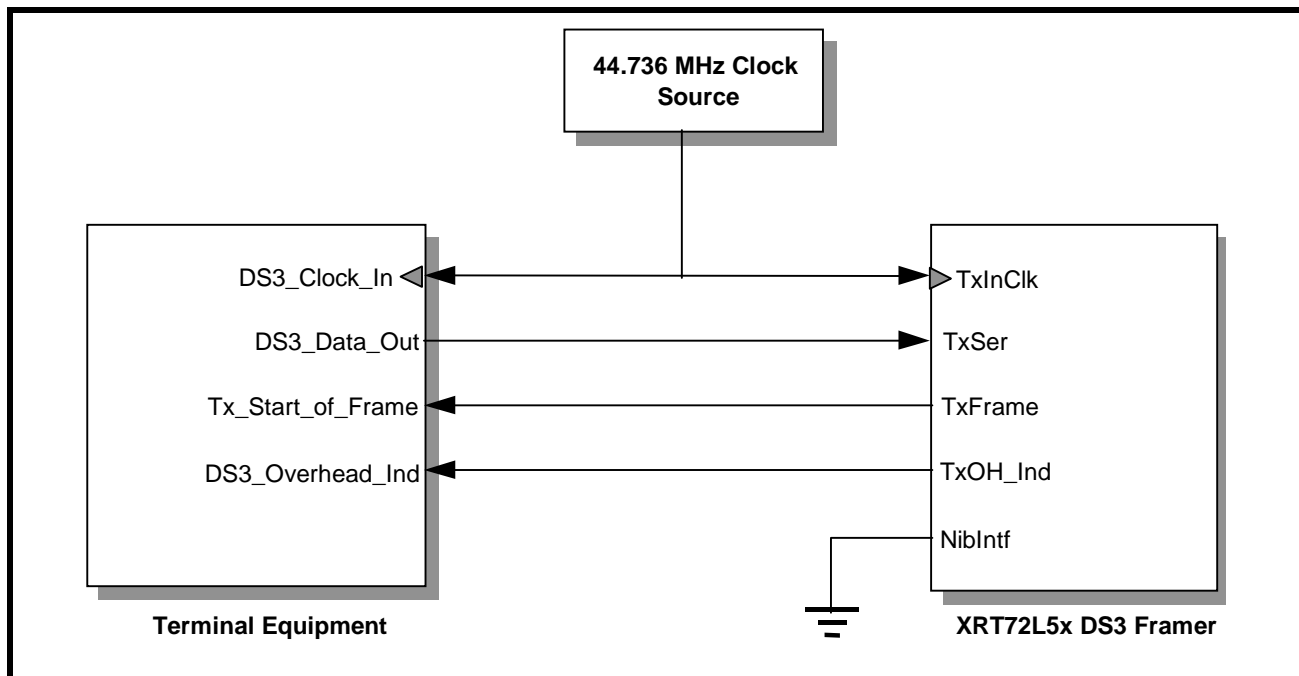 44.736 MHz Clock
Source
DS3_Clock_In
TxInClk
DS3_Data_Out
TxSer
Tx_Start_of_Frame
TxFrame
DS3_Overhead_Ind
TxOH_Ind
NibIntf
Terminal Equipment
XRT72L5x DS3 Framer